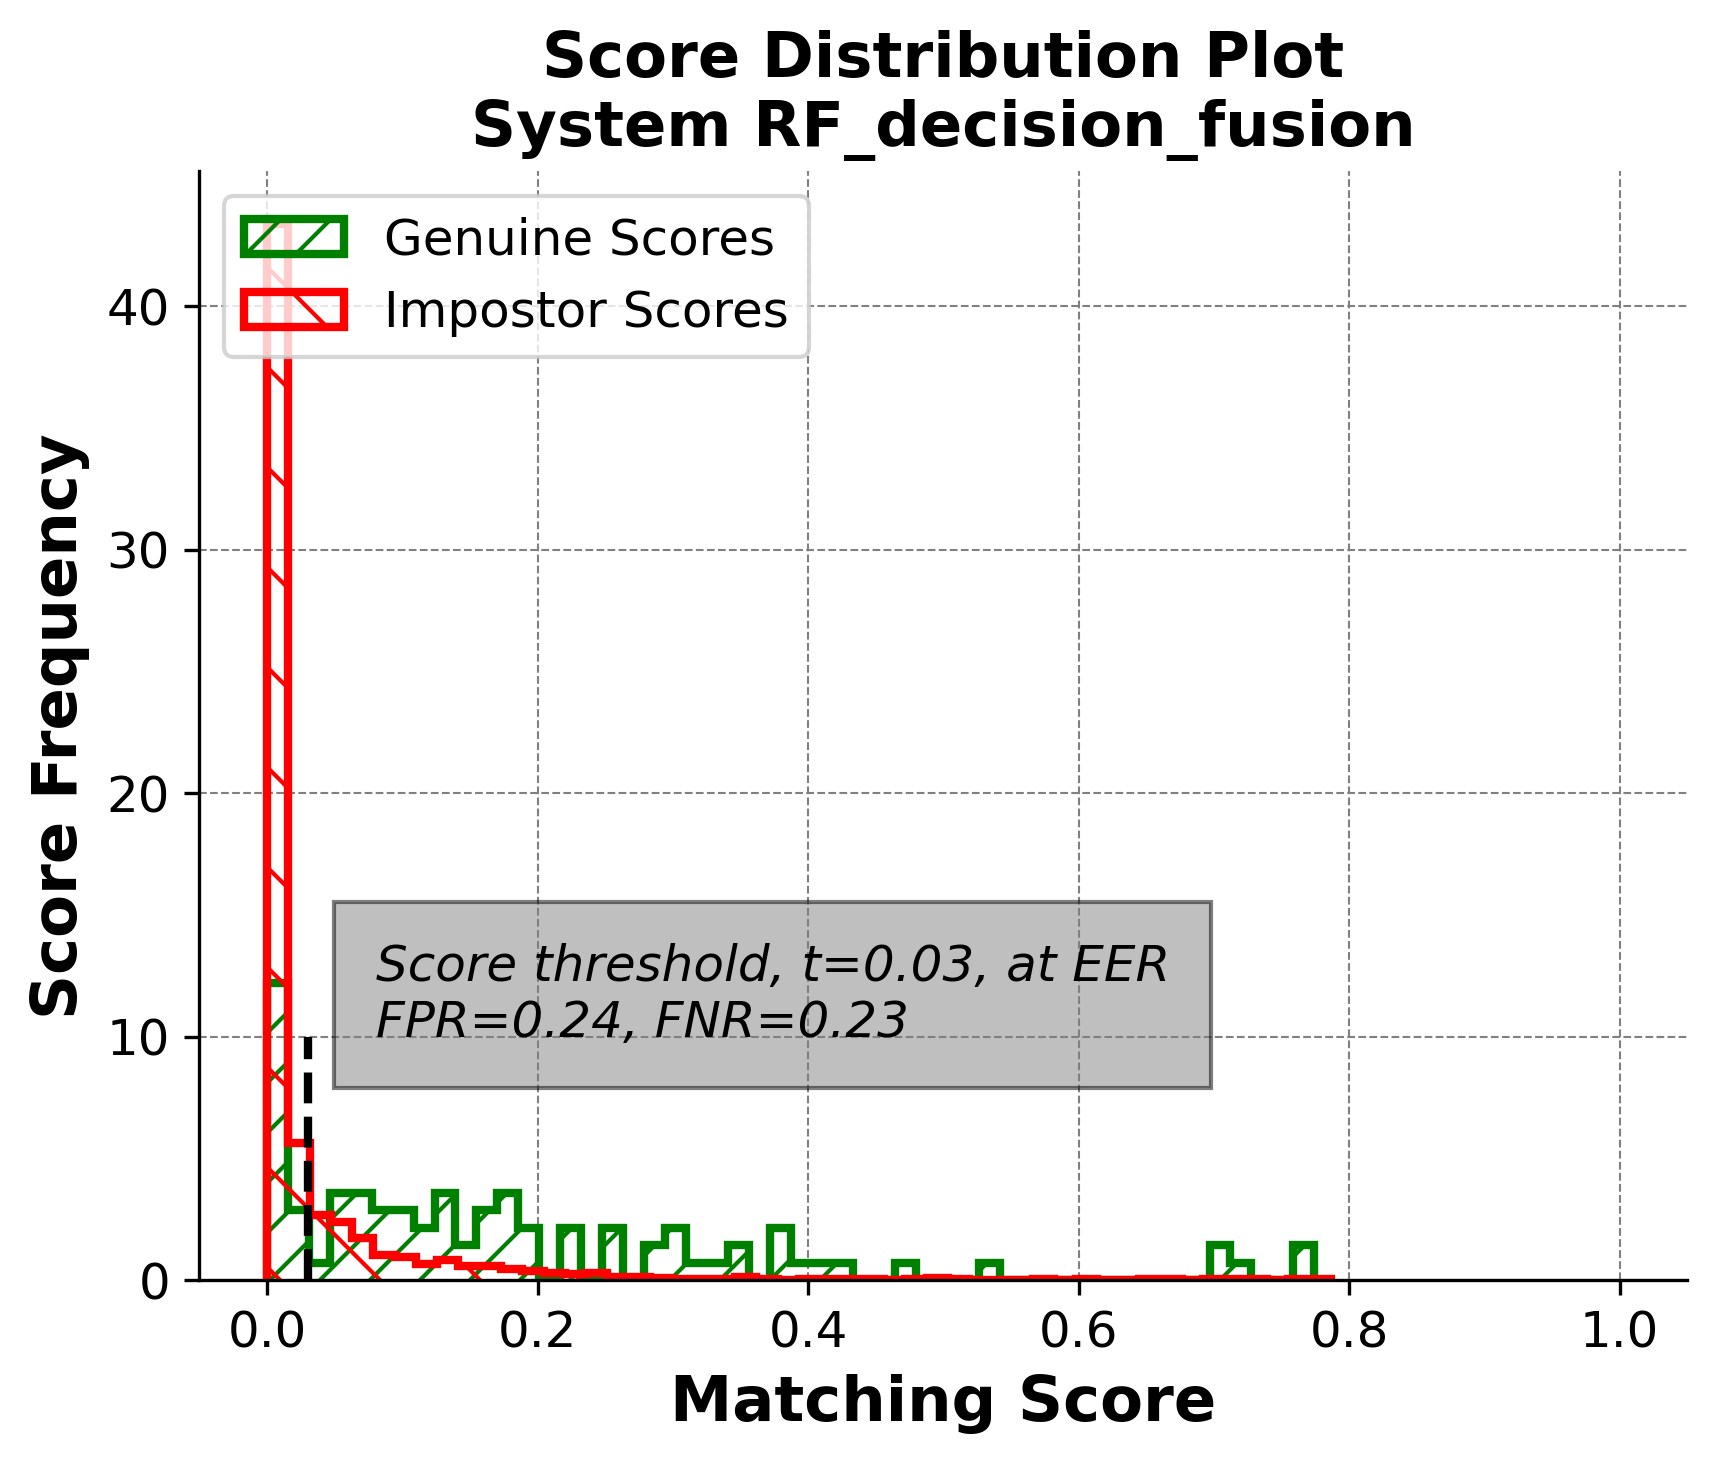 Score Distribution Plot
System RF_decision_fusion
Genuine Scores
Impostor Scores
Score Frequency
40
30
20
10
0
Score threshold, t=0.03, at EER
FPR=0.24, FNR=0.23
0.0 0.2 0.4 0.6 0.8 1.0
Matching Score